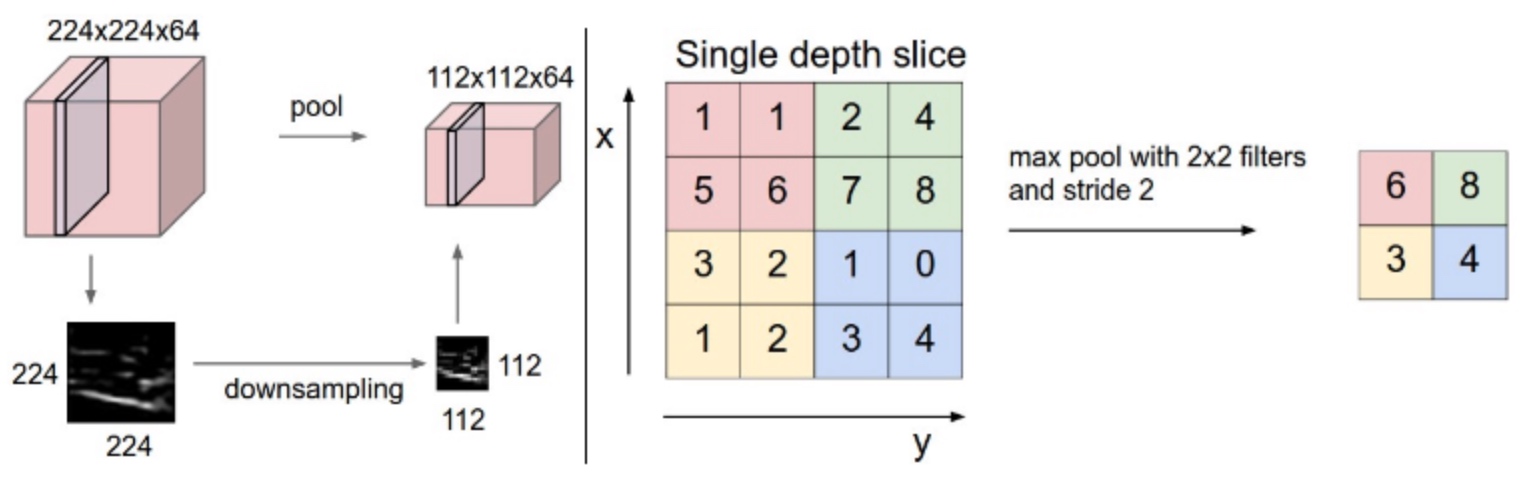 224x224x64
pool
112x112x64
224
224
downsampling
112
112
Single depth slice
x
1 1 2 4
5 6 7 8
3 2 1 0
1 2 3 4
y
max pool with 2x2 filters
and stride 2
6 8
3 4